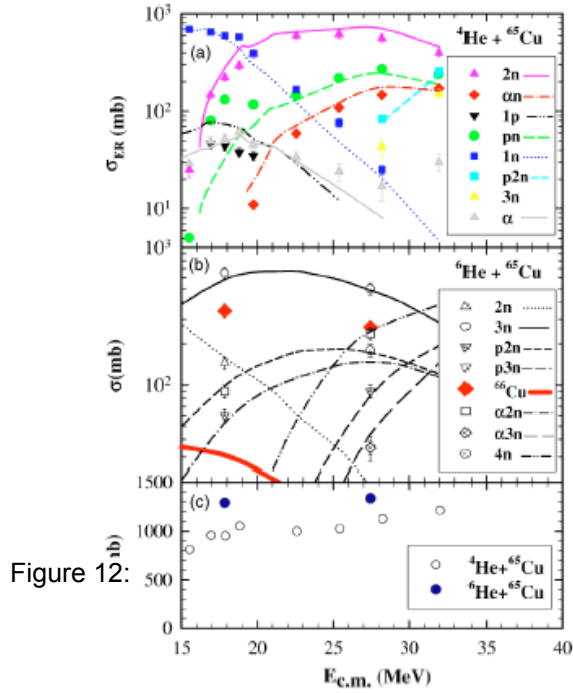 10³
(a)
⁴He + ⁶⁵Cu
10²
σER (mb)
10¹
2n
αn
1p
pn
1n
p2n
3n
α
10³
(b)
⁶He + ⁶⁵Cu
σ(mb)
10²
2n
3n
p2n
p3n
⁶⁶Cu
α2n
α3n
4n
1500
(c)
1000
500
0
⁴He+⁶⁵Cu
⁶He+⁶⁵Cu
Figure 12:
15 20 25 30 35 40
Ec.m. (MeV)